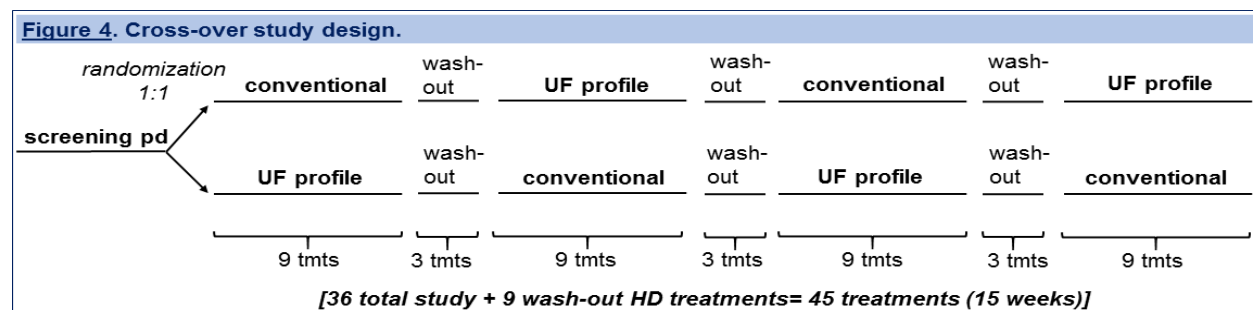 Figure 4. Cross-over study design.
randomization
1:1
screening pd
conventional
wash-
out
UF profile
wash-
out
conventional
wash-
out
UF profile
UF profile
wash-
out
conventional
wash-
out
UF profile
wash-
out
conventional
9 tmts 3 tmts 9 tmts 3 tmts 9 tmts 3 tmts 9 tmts
[36 total study + 9 wash-out HD treatments= 45 treatments (15 weeks)]